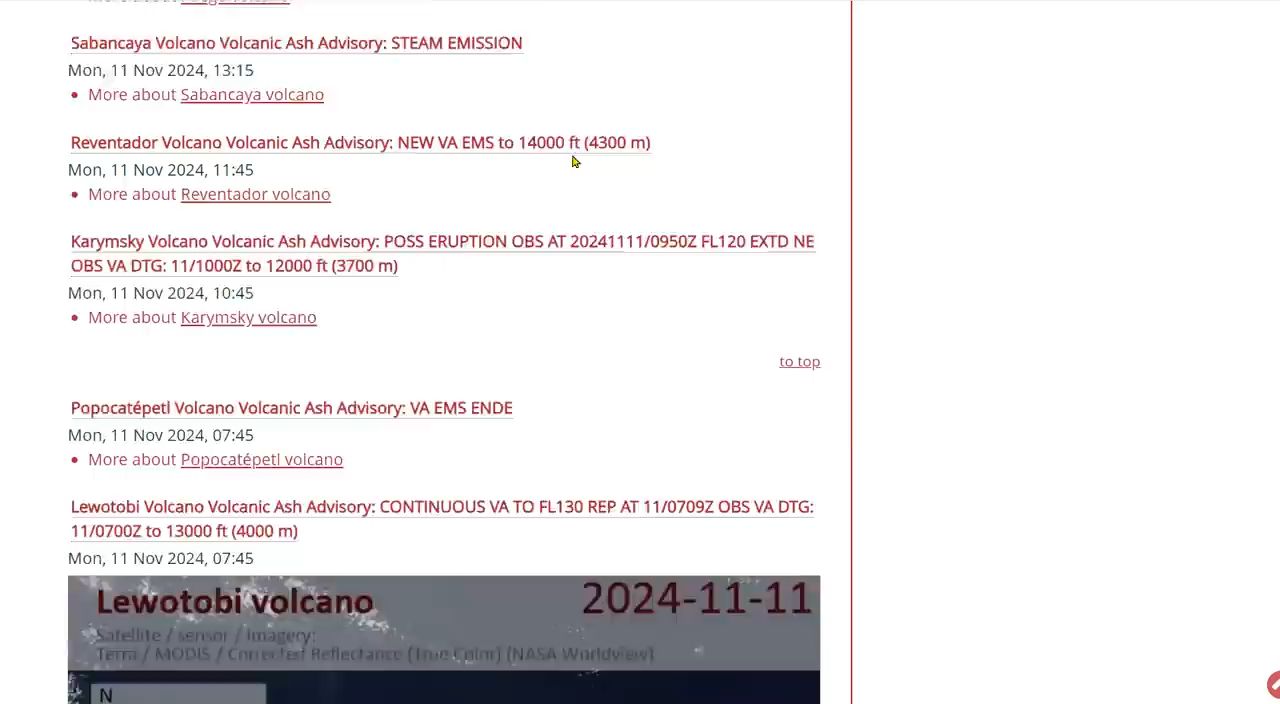 Sabancaya Volcano Volcanic Ash Advisory: STEAM EMISSION
Mon, 11 Nov 2024, 13:15
• More about Sabancaya volcano
Reventador Volcano Volcanic Ash Advisory: NEW VA EMS to 14000 ft (4300 m)
Mon, 11 Nov 2024, 11:45
• More about Reventador volcano
Karymsky Volcano Volcanic Ash Advisory: POSS ERUPTION OBS AT 20241111/0950Z FL120 EXTD NE
OBS VA DTG: 11/1000Z to 12000 ft (3700 m)
Mon, 11 Nov 2024, 10:45
• More about Karymsky volcano
to top
Popocatépetl Volcano Volcanic Ash Advisory: VA EMS ENDE
Mon, 11 Nov 2024, 07:45
• More about Popocatépetl volcano
Lewotobi Volcano Volcanic Ash Advisory: CONTINUOUS VA TO FL130 REP AT 11/0709Z OBS VA DTG:
11/0700Z to 13000 ft (4000 m)
Mon, 11 Nov 2024, 07:45
Lewotobi volcano 2024-11-11
Satellite / sensor / imagery:
Terra / MODIS / Corrected Reflectance (True Color) (NASA Worldview)
N